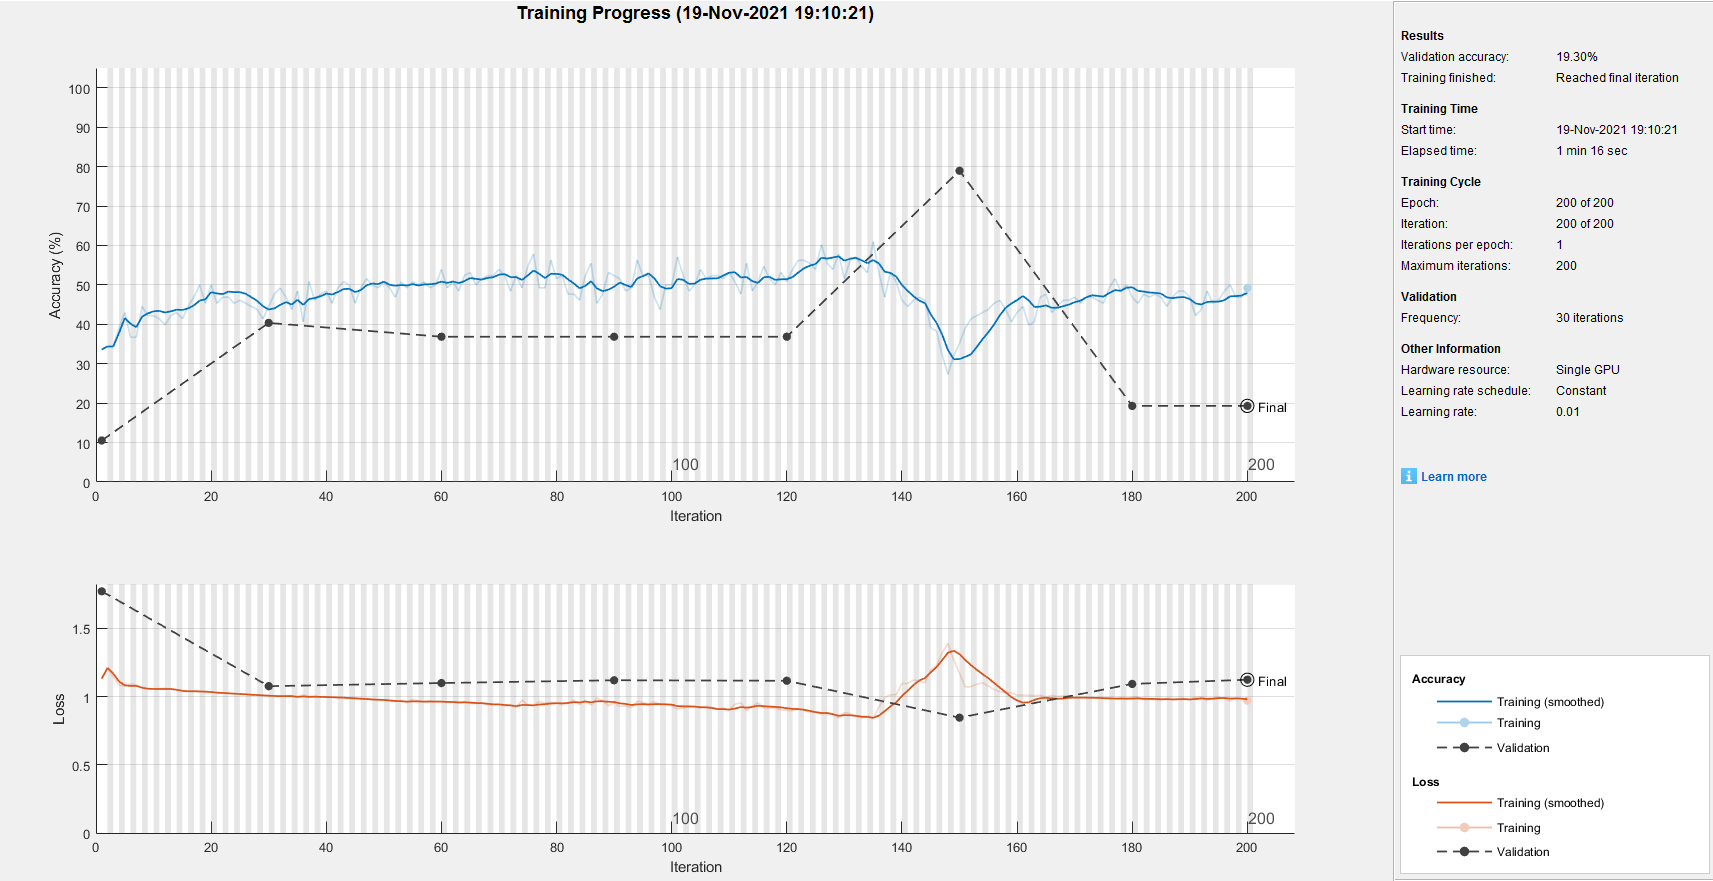 Training Progress (19-Nov-2021 19:10:21)
Accuracy (%)
100
90
80
70
60
50
40
30
20
10
0
Final
100
200
0 20 40 60 80 100 120 140 160 180 200
Iteration
Loss
1.5
1
0.5
0
Final
100
200
0 20 40 60 80 100 120 140 160 180 200
Iteration
Results
Validation accuracy: 19.30%
Training finished: Reached final iteration
Training Time
Start time: 19-Nov-2021 19:10:21
Elapsed time: 1 min 16 sec
Training Cycle
Epoch: 200 of 200
Iteration: 200 of 200
Iterations per epoch: 1
Maximum iterations: 200
Validation
Frequency: 30 iterations
Other Information
Hardware resource: Single GPU
Learning rate schedule: Constant
Learning rate: 0.01
i Learn more
Accuracy
Training (smoothed)
Training
Validation
Loss
Training (smoothed)
Training
Validation